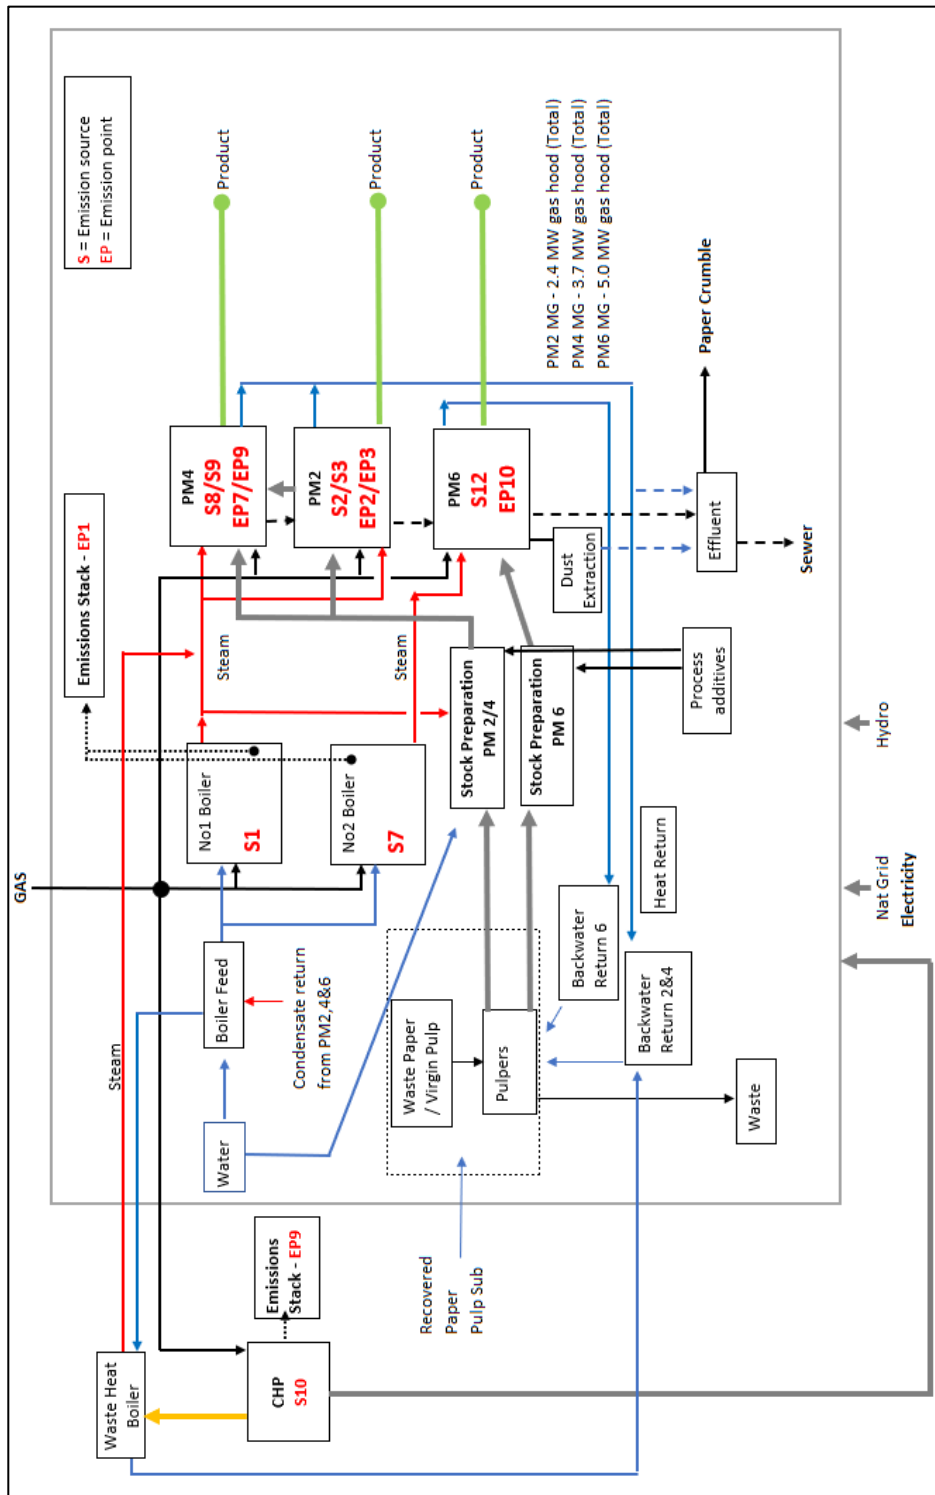 S = Emission source
EP = Emission point
GAS
Emissions Stack - EP1
Product
Product
Product
PM4
S8/S9
EP7/EP9
PM2
S2/S3
EP2/EP3
PM6
S12
EP10
PM2 MG - 2.4 MW gas hood (Total)
PM4 MG - 3.7 MW gas hood (Total)
PM6 MG - 5.0 MW gas hood (Total)
Steam
Steam
Steam
No1 Boiler
S1
No2 Boiler
S7
Boiler Feed
Water
Condensate return
from PM2,4&6
Waste Heat
Boiler
CHP
S10
Emissions
Stack - EP9
Stock Preparation
PM 2/4
Stock Preparation
PM 6
Dust
Extraction
Effluent
Paper Crumble
Sewer
Process
additives
Waste Paper
/ Virgin Pulp
Pulpers
Recovered
Paper
Pulp Sub
Backwater
Return 6
Backwater
Return 2&4
Heat Return
Waste
Nat Grid
Electricity
Hydro